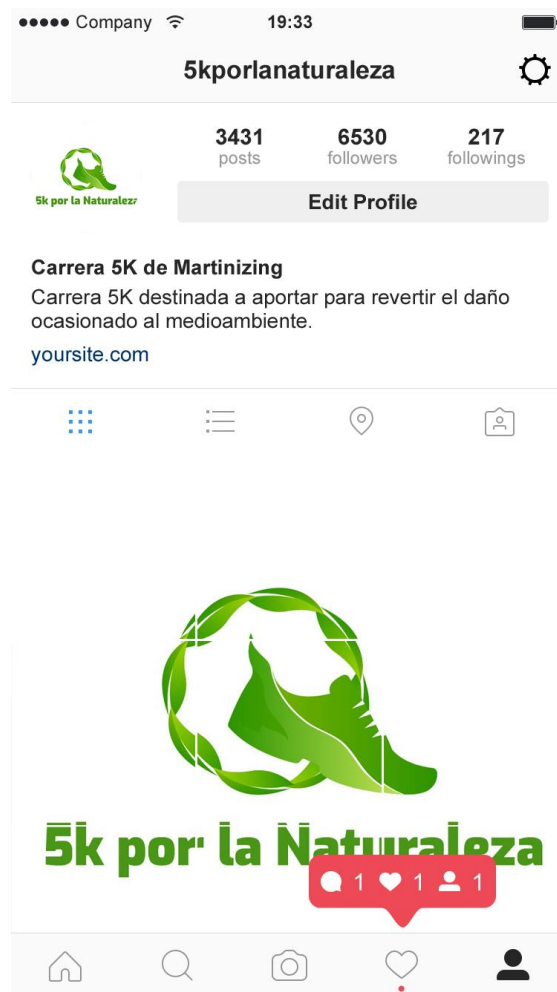 Company 19:33
5kporlanaturaleza
3431 6530 217
posts followers followings
5k por la Naturaleza
Edit Profile
Carrera 5K de Martinizing
Carrera 5K destinada a aportar para revertir el daño
ocasionado al medioambiente.
yoursite.com
5k por la Naturaleza
1 1 1